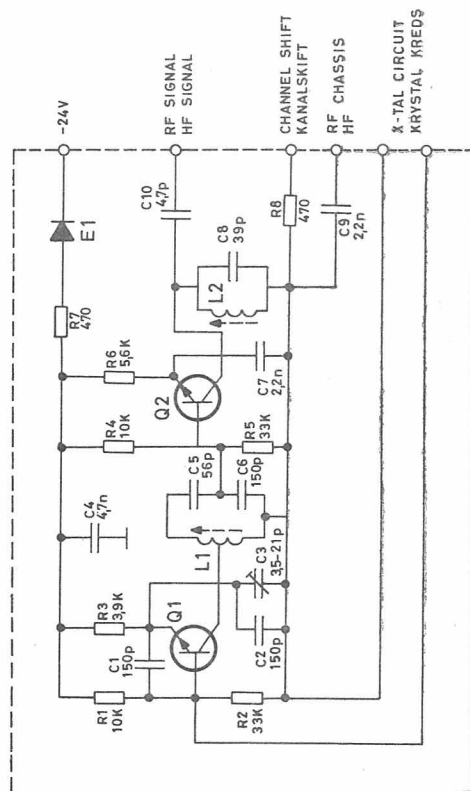 -24V
RF SIGNAL
HF SIGNAL
CHANNEL SHIFT
KANALSKIFT
RF CHASSIS
HF
X-TAL CIRCUIT
KRYSTAL KREDS
E1
R7
470
C10
4,7p
R8
470
C9
2,2n
C8
39p
L2
R6
5,6K
Q2
C7
2,2n
R4
10K
R5
33K
C5
56p
C6
150p
C4
4,7n
L1
C3
3,5-21p
R3
3,9K
Q1
C1
150p
C2
150p
R1
10K
R2
33K